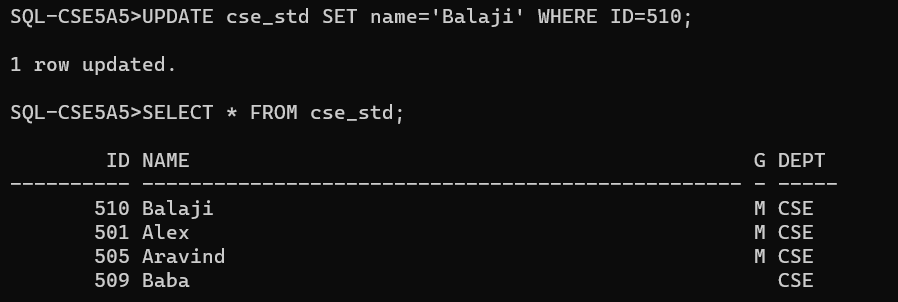 SQL-CSE5A5>UPDATE cse_std SET name='Balaji' WHERE ID=510;
1 row updated.
SQL-CSE5A5>SELECT * FROM cse_std;
        ID NAME                                               G DEPT
---------- -------------------------------------------------- - -----
       510 Balaji                                             M CSE
       501 Alex                                               M CSE
       505 Aravind                                            M CSE
       509 Baba                                                 CSE